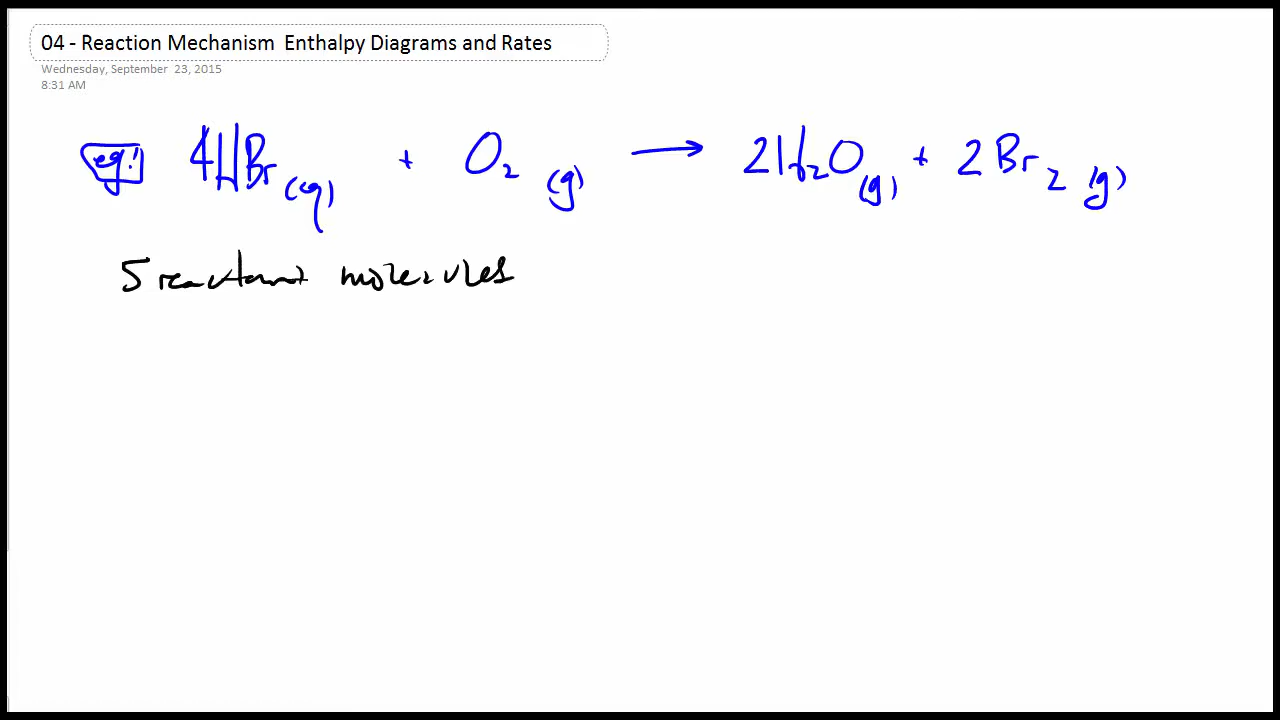 04 - Reaction Mechanism Enthalpy Diagrams and Rates
Wednesday, September 23, 2015
8:31 AM
eg: 4HBr (g) + O₂ (g) → 2H₂O (g) + 2Br₂ (g)
5 reactant molecules